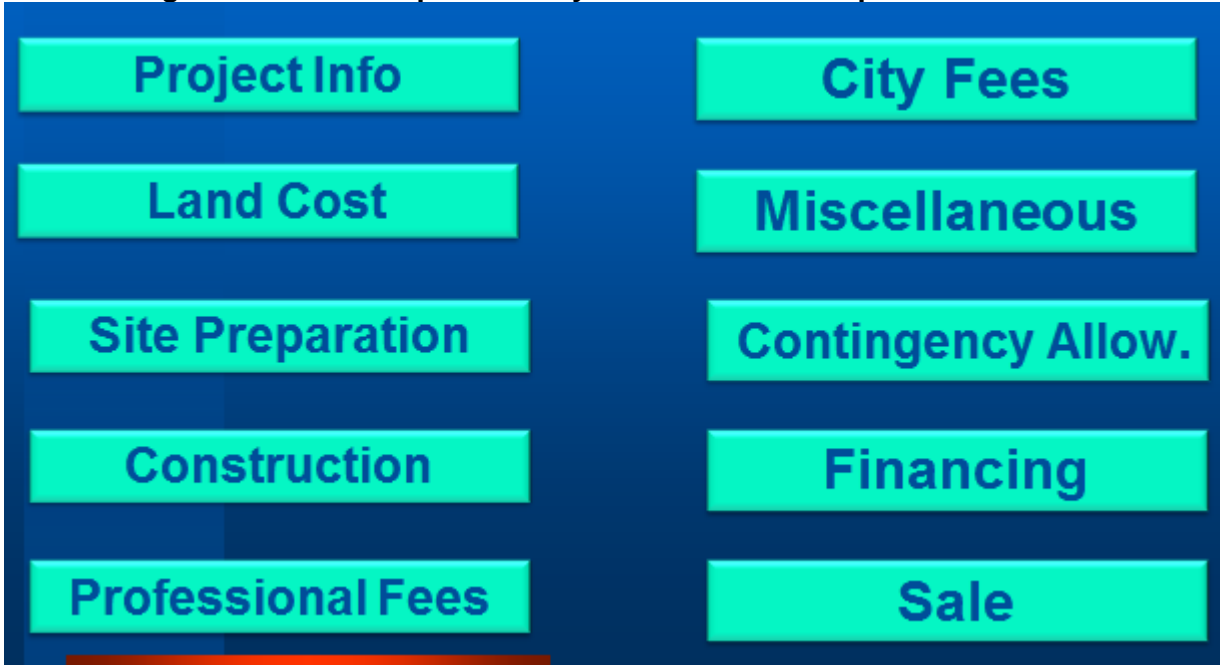 Project Info
City Fees
Land Cost
Miscellaneous
Site Preparation
Contingency Allow.
Construction
Financing
Professional Fees
Sale